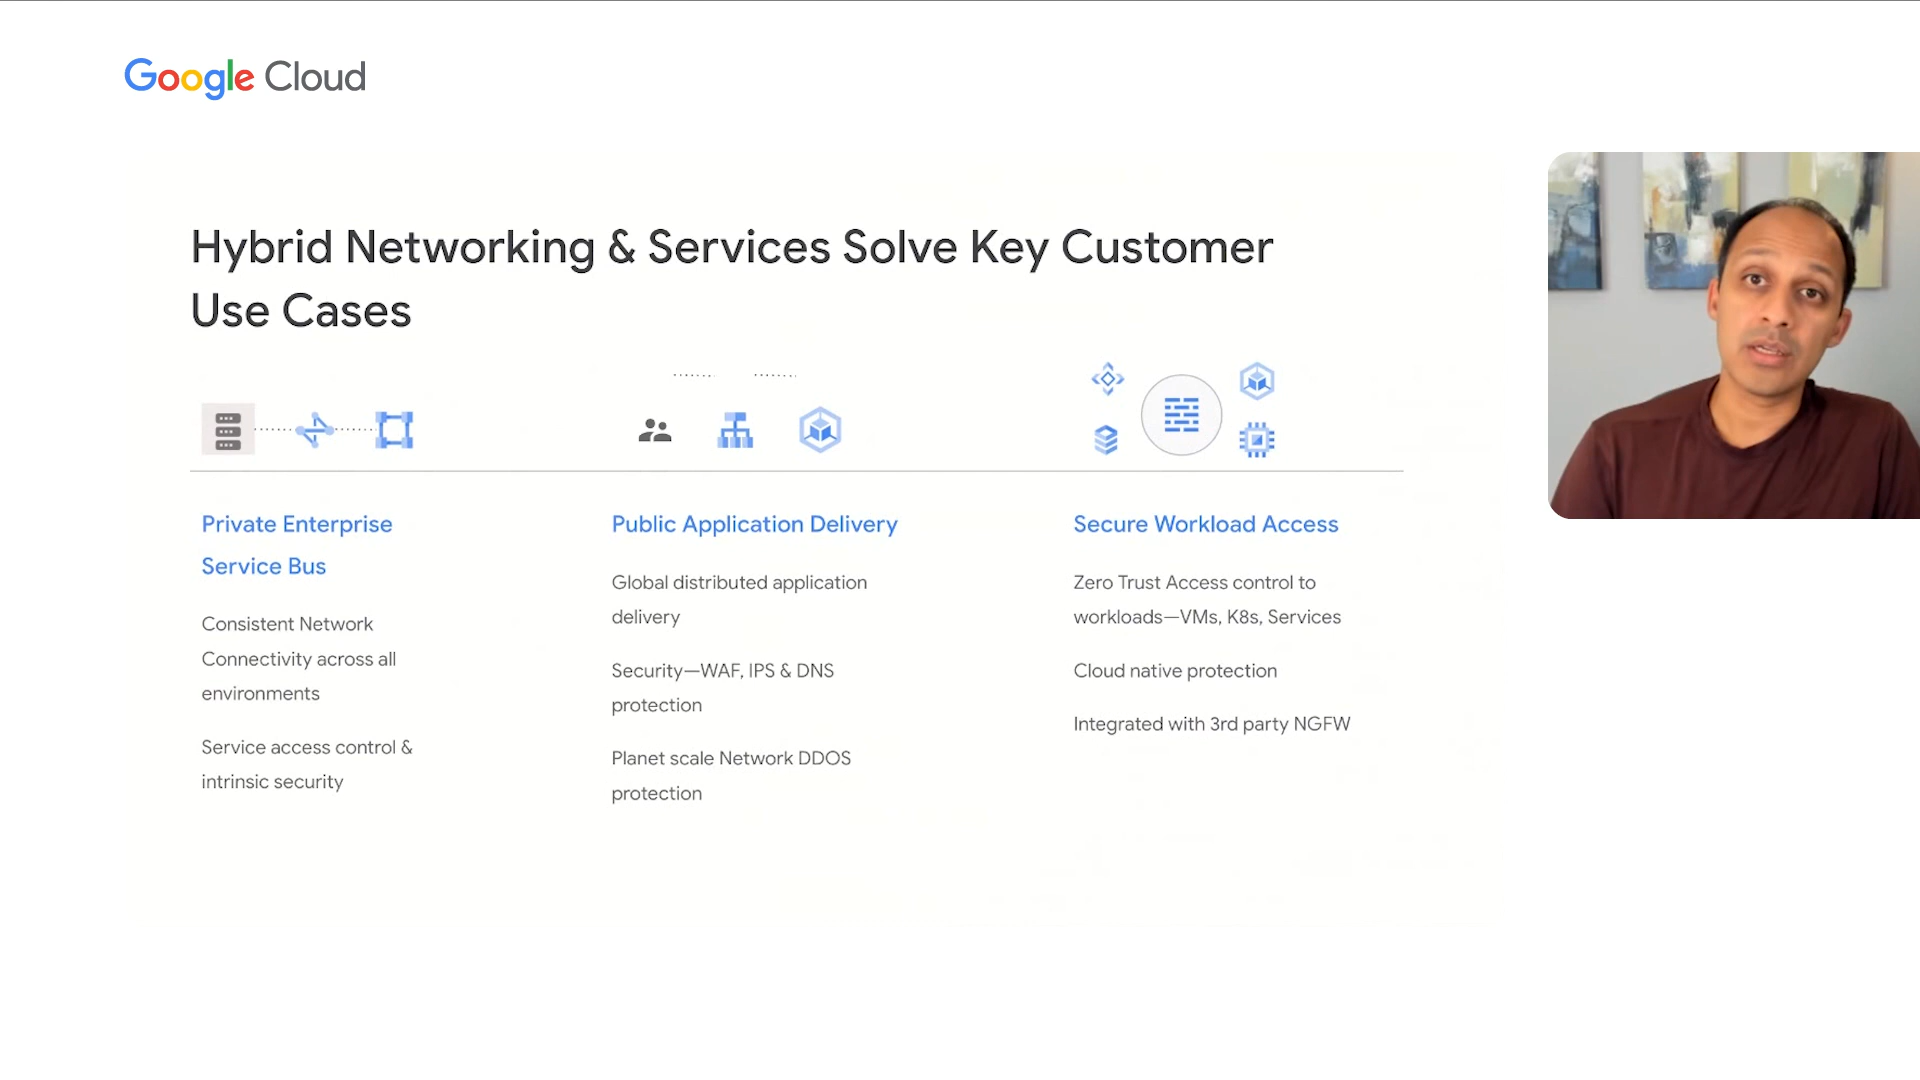 Google Cloud
Hybrid Networking & Services Solve Key Customer
Use Cases
Private Enterprise
Service Bus
Consistent Network
Connectivity across all
environments
Service access control &
intrinsic security
Public Application Delivery
Global distributed application
delivery
Security—WAF, IPS & DNS
protection
Planet scale Network DDOS
protection
Secure Workload Access
Zero Trust Access control to
workloads—VMs, K8s, Services
Cloud native protection
Integrated with 3rd party NGFW